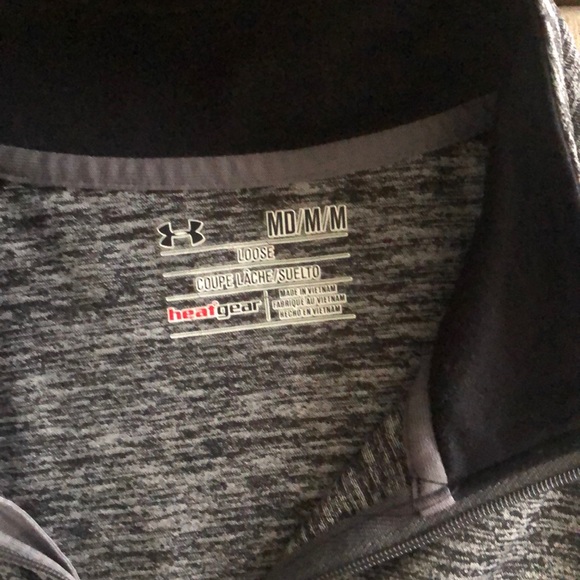 MD/M/M
LOOSE
COUPE LACHE/SUELTO
heatgear
MADE IN VIETNAM
FABRIQUE AU VIETNAM
HECHO EN VIETNAM